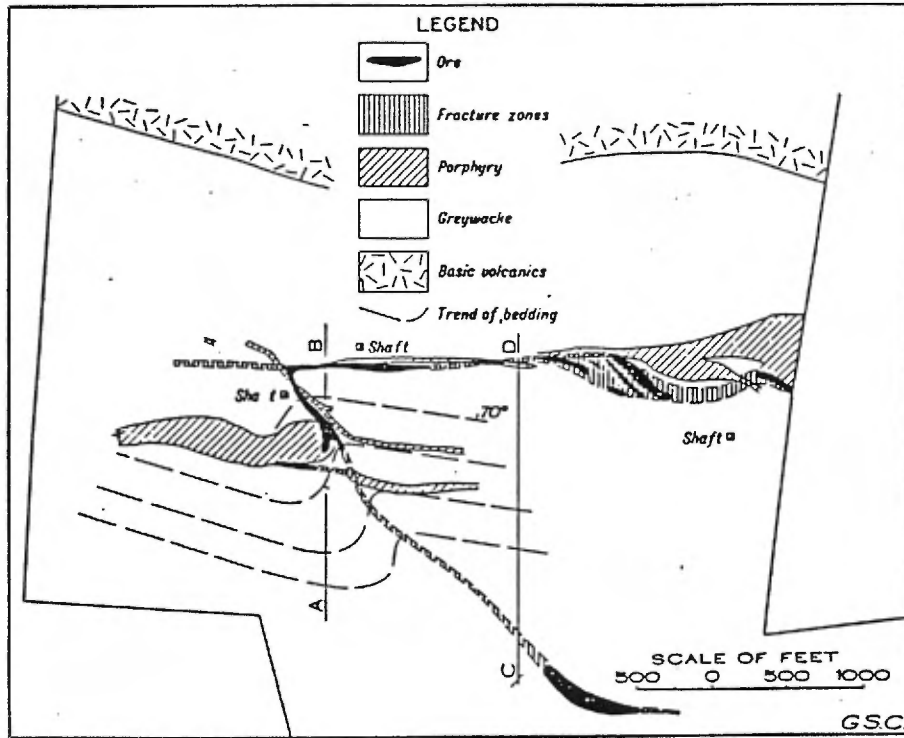 LEGEND
Ore
Fracture zones
Porphyry
Greywacke
Basic volcanics
Trend of bedding
B
Shaft
D
Shaft
70°
Shaft
A
C
SCALE OF FEET
500 0 500 1000
G.S.C.